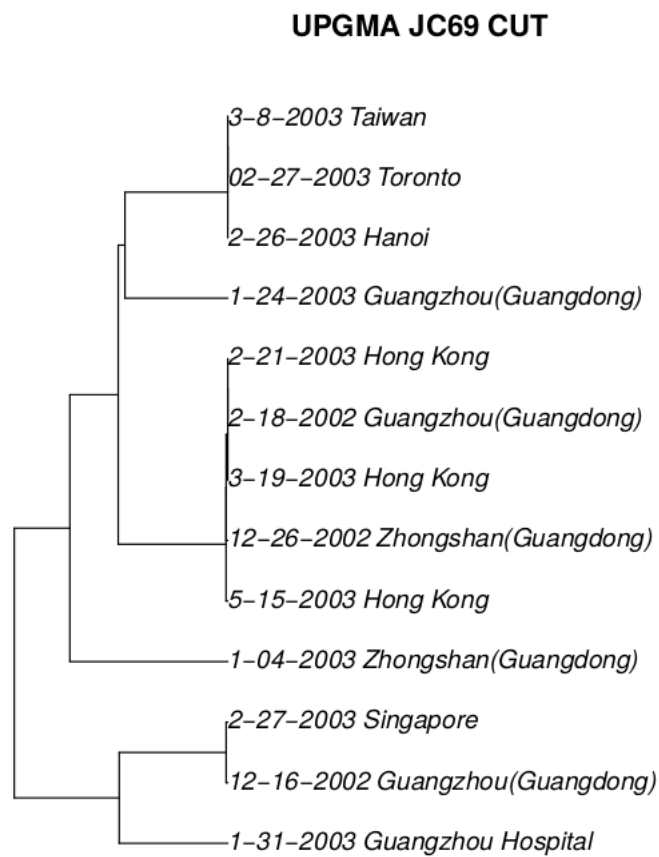 UPGMA JC69 CUT
3−8−2003 Taiwan
02−27−2003 Toronto
2−26−2003 Hanoi
1−24−2003 Guangzhou(Guangdong)
2−21−2003 Hong Kong
2−18−2002 Guangzhou(Guangdong)
3−19−2003 Hong Kong
12−26−2002 Zhongshan(Guangdong)
5−15−2003 Hong Kong
1−04−2003 Zhongshan(Guangdong)
2−27−2003 Singapore
12−16−2002 Guangzhou(Guangdong)
1−31−2003 Guangzhou Hospital